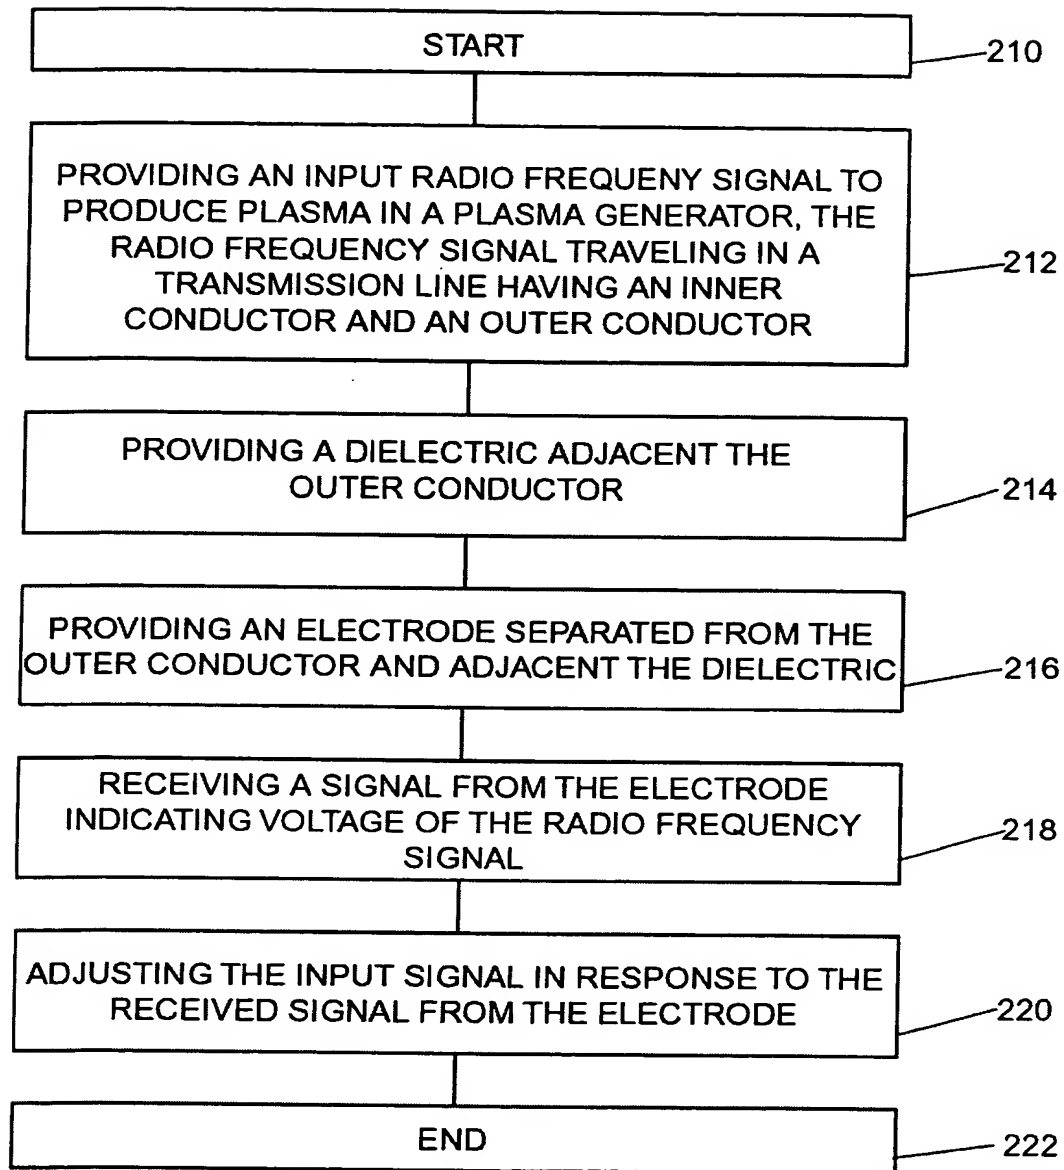 START
210
PROVIDING AN INPUT RADIO FREQUENY SIGNAL TO
PRODUCE PLASMA IN A PLASMA GENERATOR, THE
RADIO FREQUENCY SIGNAL TRAVELING IN A
TRANSMISSION LINE HAVING AN INNER
CONDUCTOR AND AN OUTER CONDUCTOR
212
PROVIDING A DIELECTRIC ADJACENT THE
OUTER CONDUCTOR
214
PROVIDING AN ELECTRODE SEPARATED FROM THE
OUTER CONDUCTOR AND ADJACENT THE DIELECTRIC
216
RECEIVING A SIGNAL FROM THE ELECTRODE
INDICATING VOLTAGE OF THE RADIO FREQUENCY
SIGNAL
218
ADJUSTING THE INPUT SIGNAL IN RESPONSE TO THE
RECEIVED SIGNAL FROM THE ELECTRODE
220
END
222